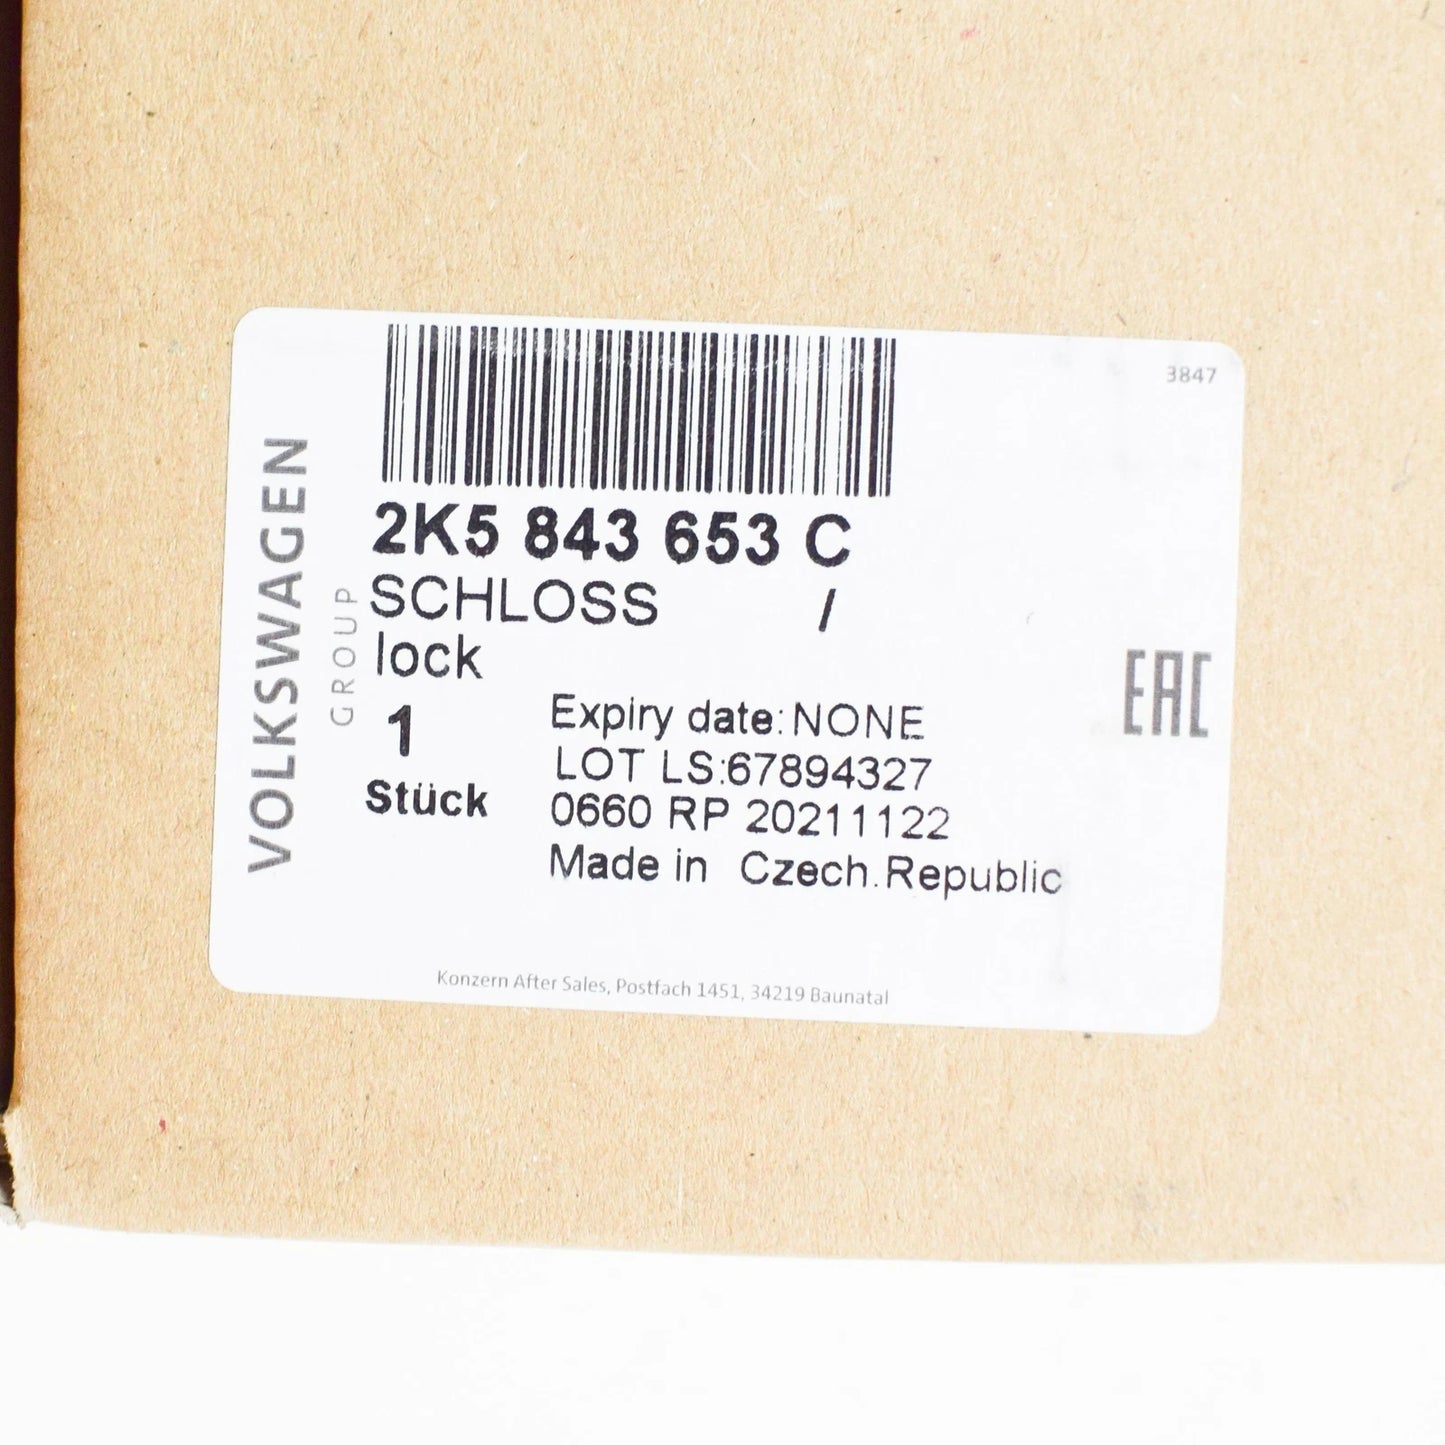 3847
2K5 843 653 C
SCHLOSS /
lock
1
Stück
Expiry date:NONE
LOT LS:67894327
0660 RP 20211122
Made in Czech.Republic
VOLKSWAGEN
GROUP
EAC
Konzern After Sales, Postfach 1451, 34219 Baunatal